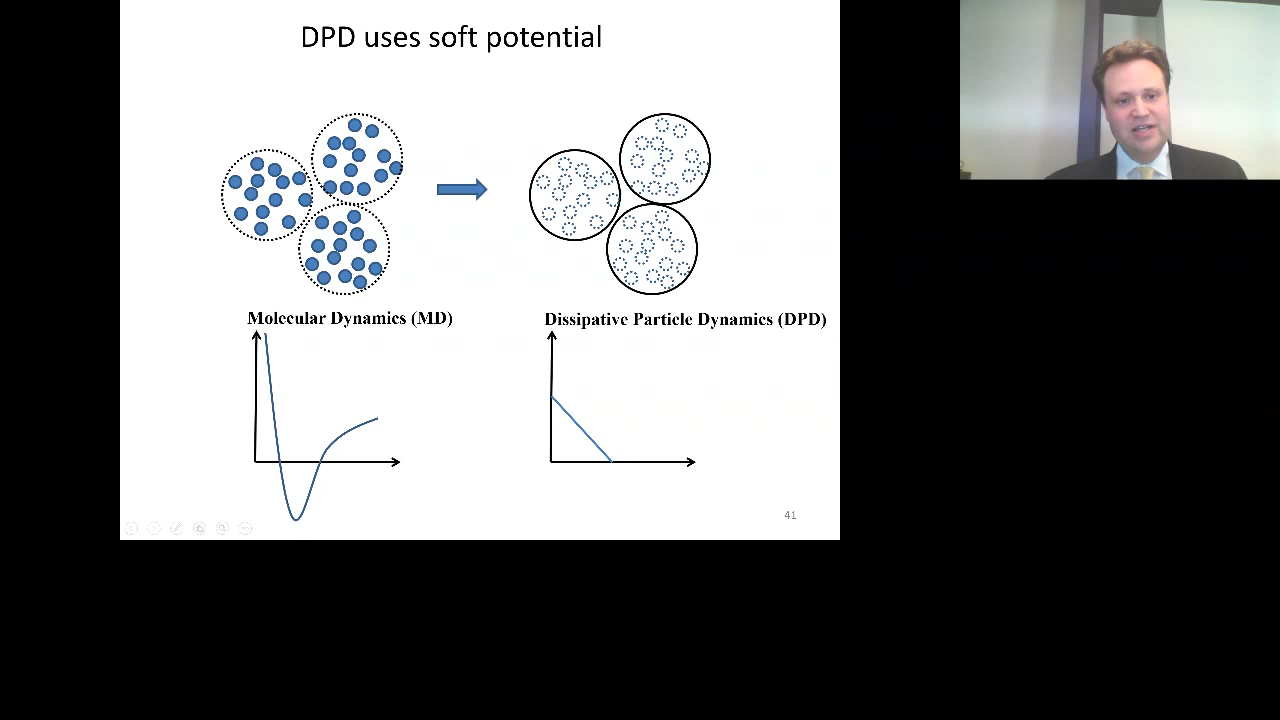 DPD uses soft potential
Molecular Dynamics (MD)
Dissipative Particle Dynamics (DPD)
41